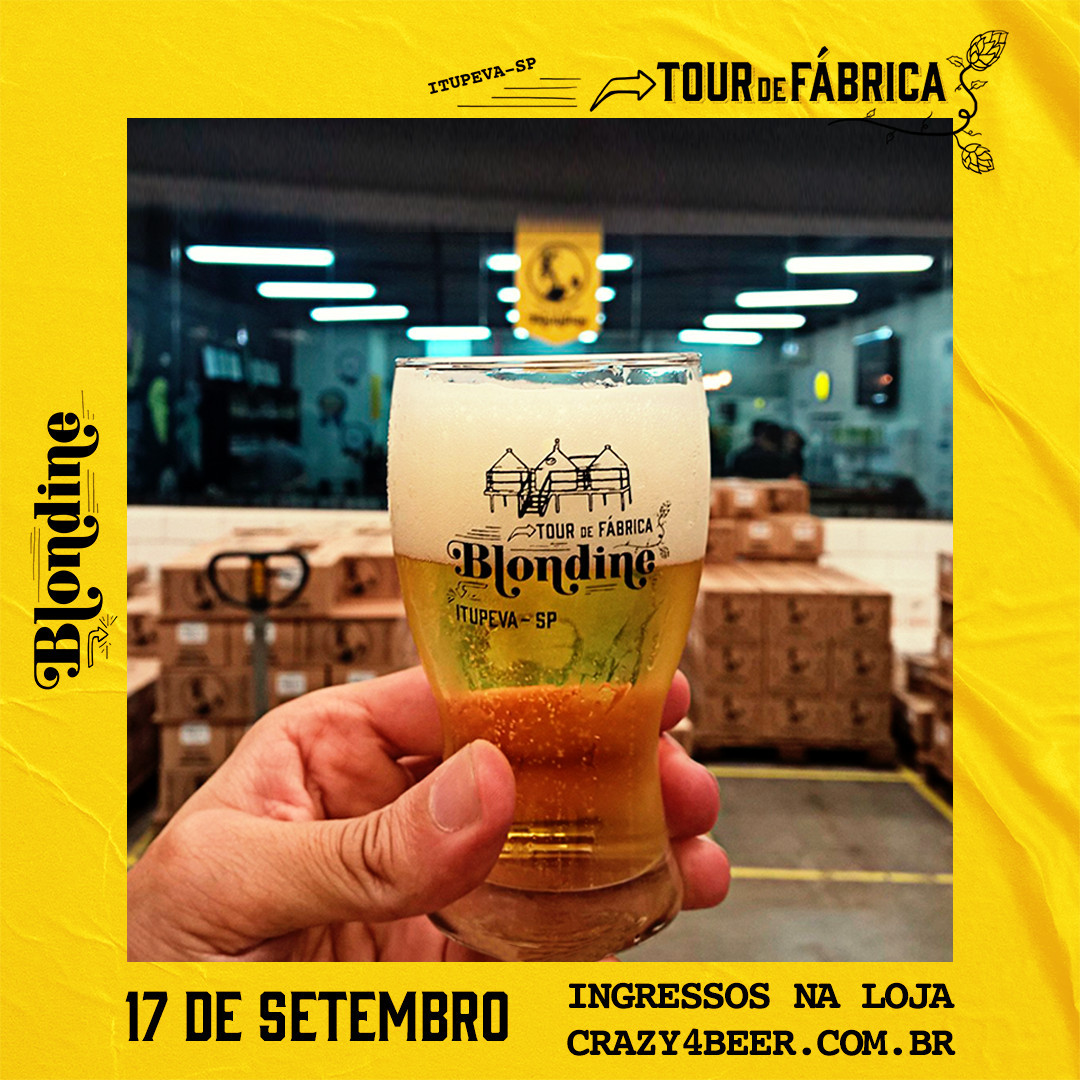 ITUPEVA-SP
TOUR DE FÁBRICA
Blondine
TOUR DE FÁBRICA
Blondine
ITUPEVA - SP
17 DE SETEMBRO
INGRESSOS NA LOJA
CRAZY4BEER.COM.BR